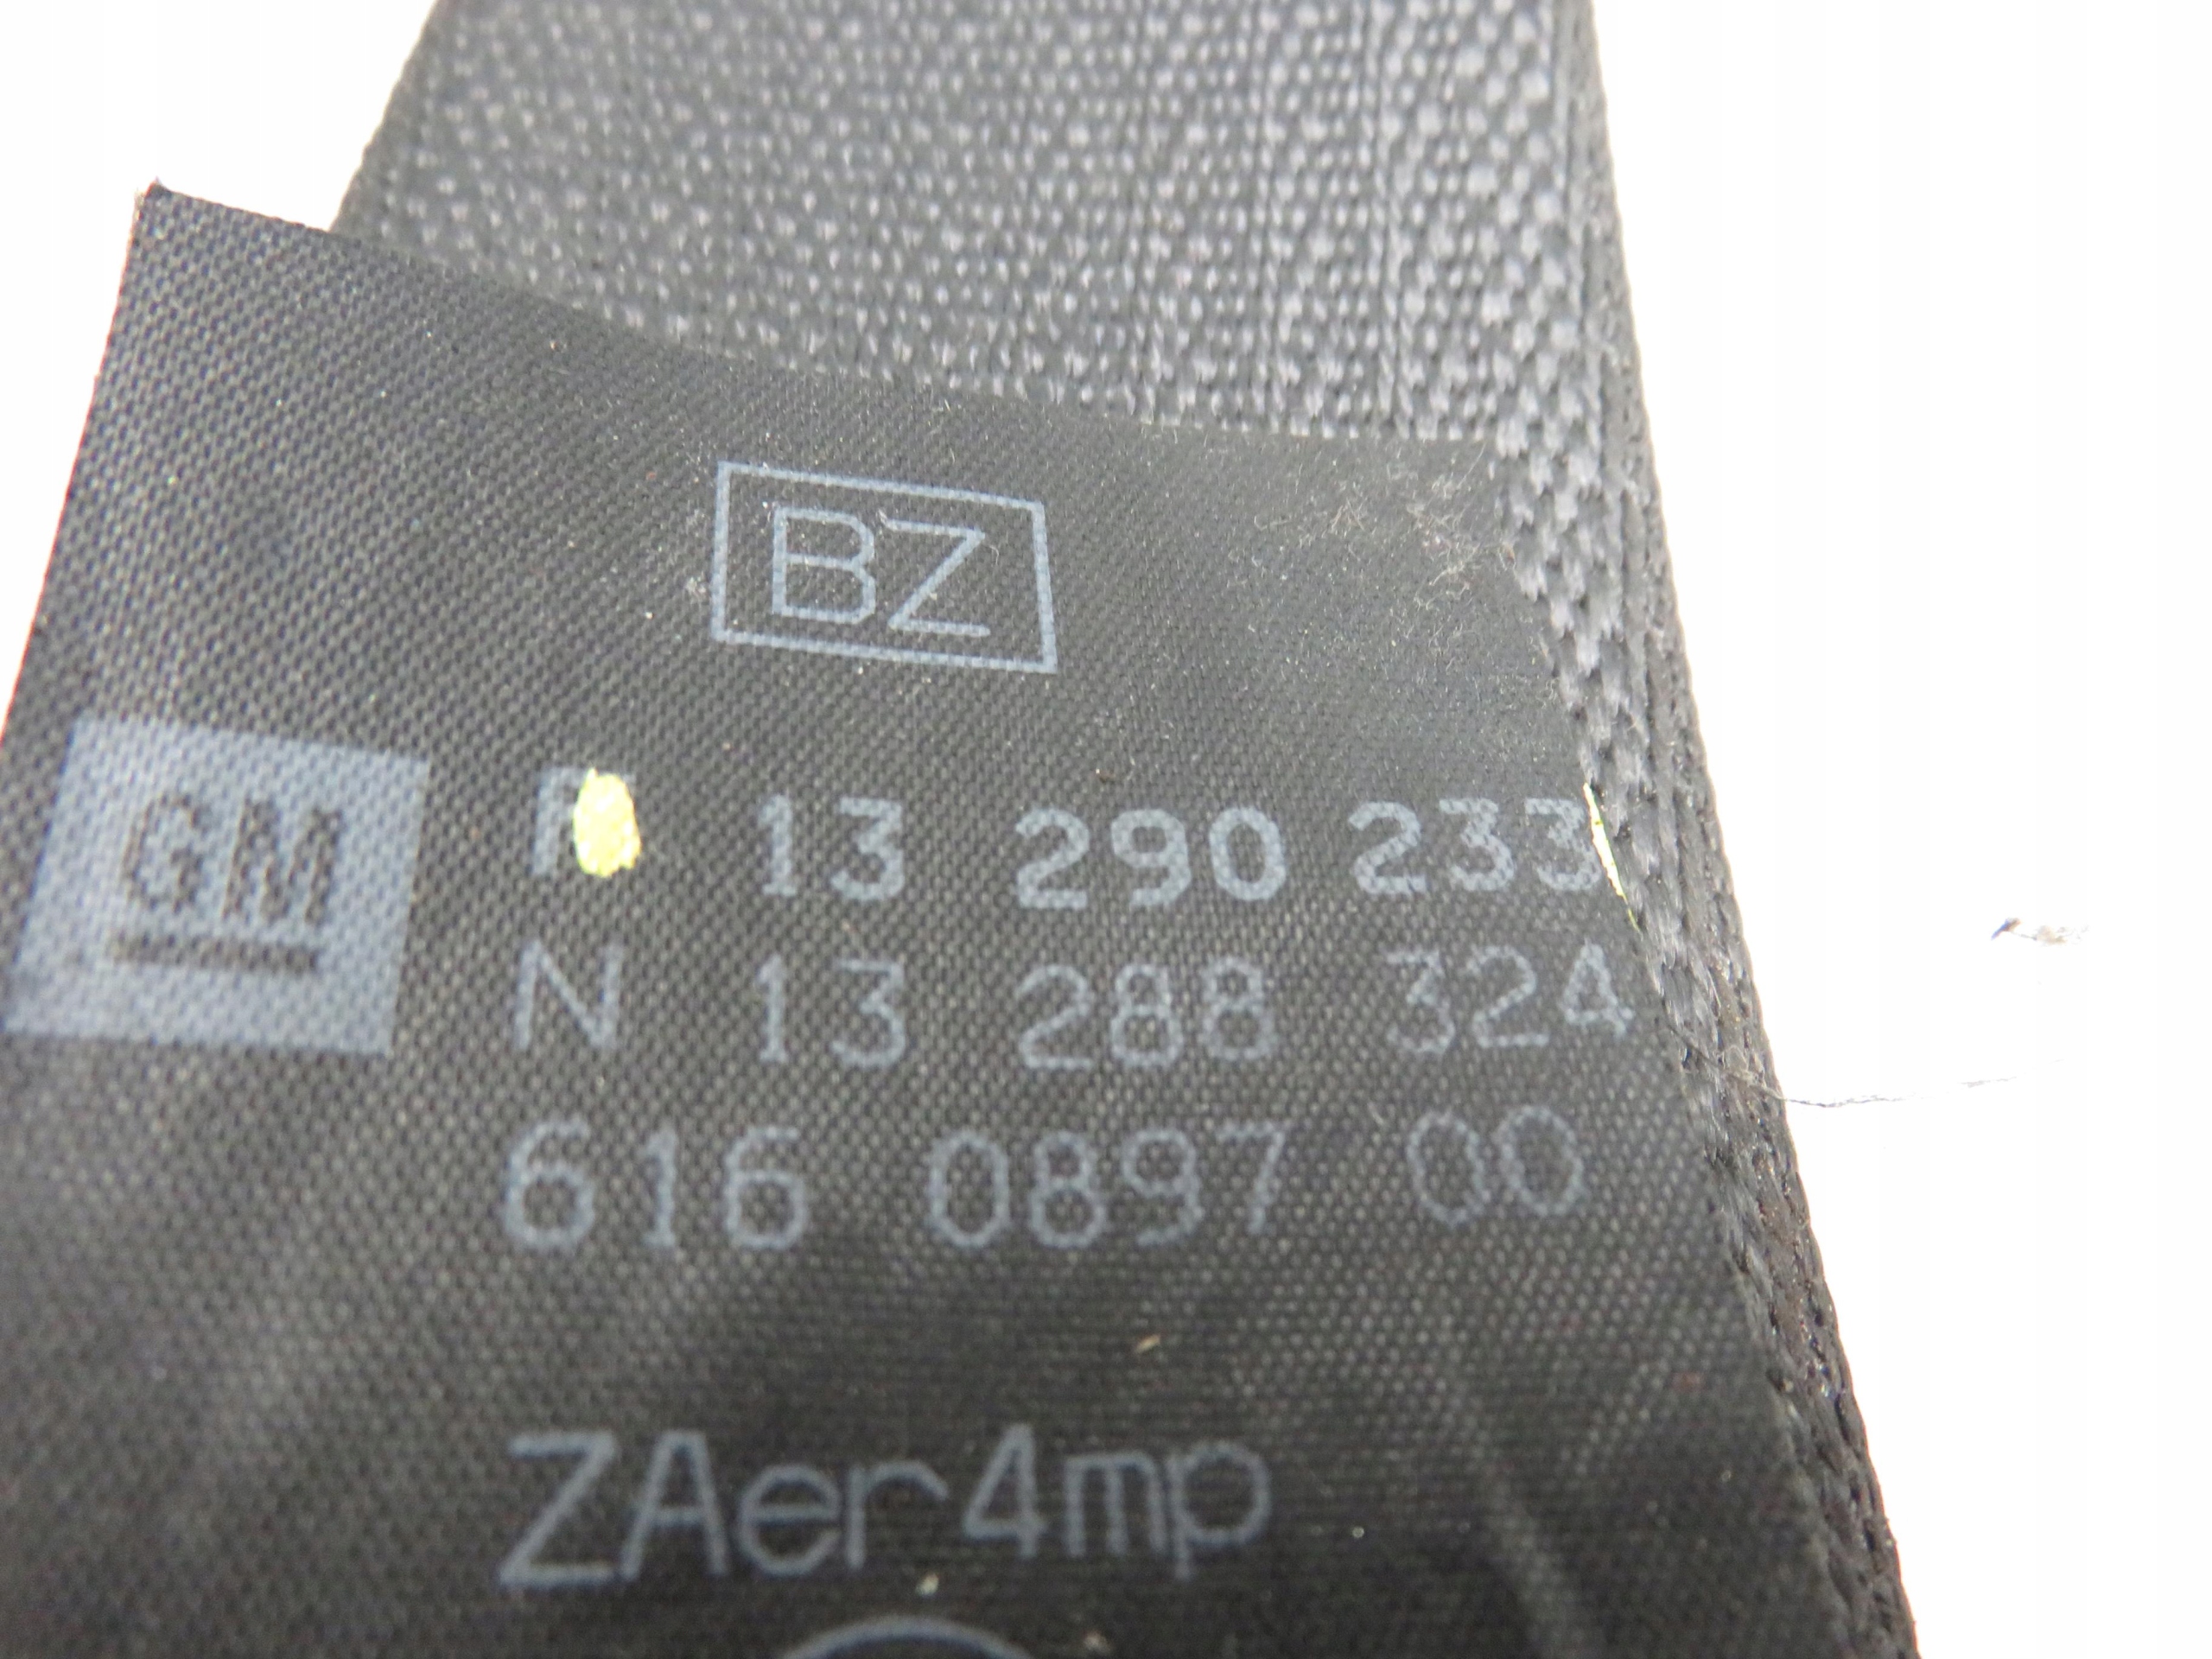 BZ
GM
13 290 233
N 13 288 324
616 0897 00
ZAer4mp